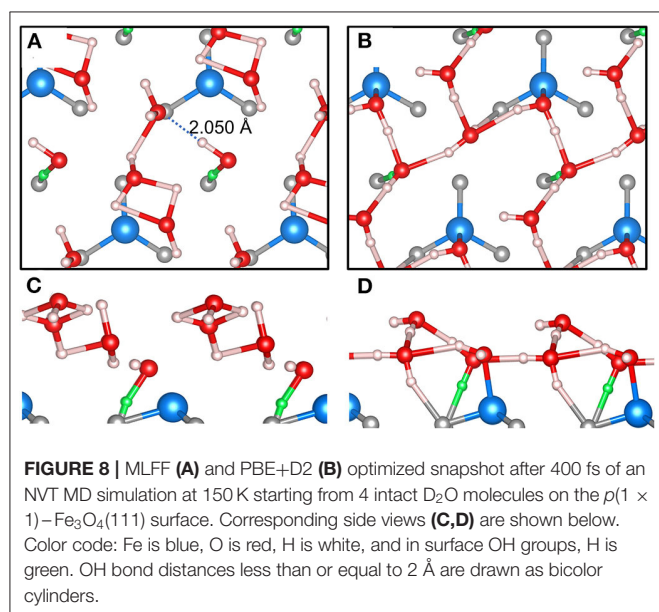 A
B
2.050 Å
C
D
FIGURE 8 | MLFF (A) and PBE+D2 (B) optimized snapshot after 400 fs of an
NVT MD simulation at 150 K starting from 4 intact D₂O molecules on the p(1 ×
1)–Fe₃O₄(111) surface. Corresponding side views (C,D) are shown below.
Color code: Fe is blue, O is red, H is white, and in surface OH groups, H is
green. OH bond distances less than or equal to 2 Å are drawn as bicolor
cylinders.